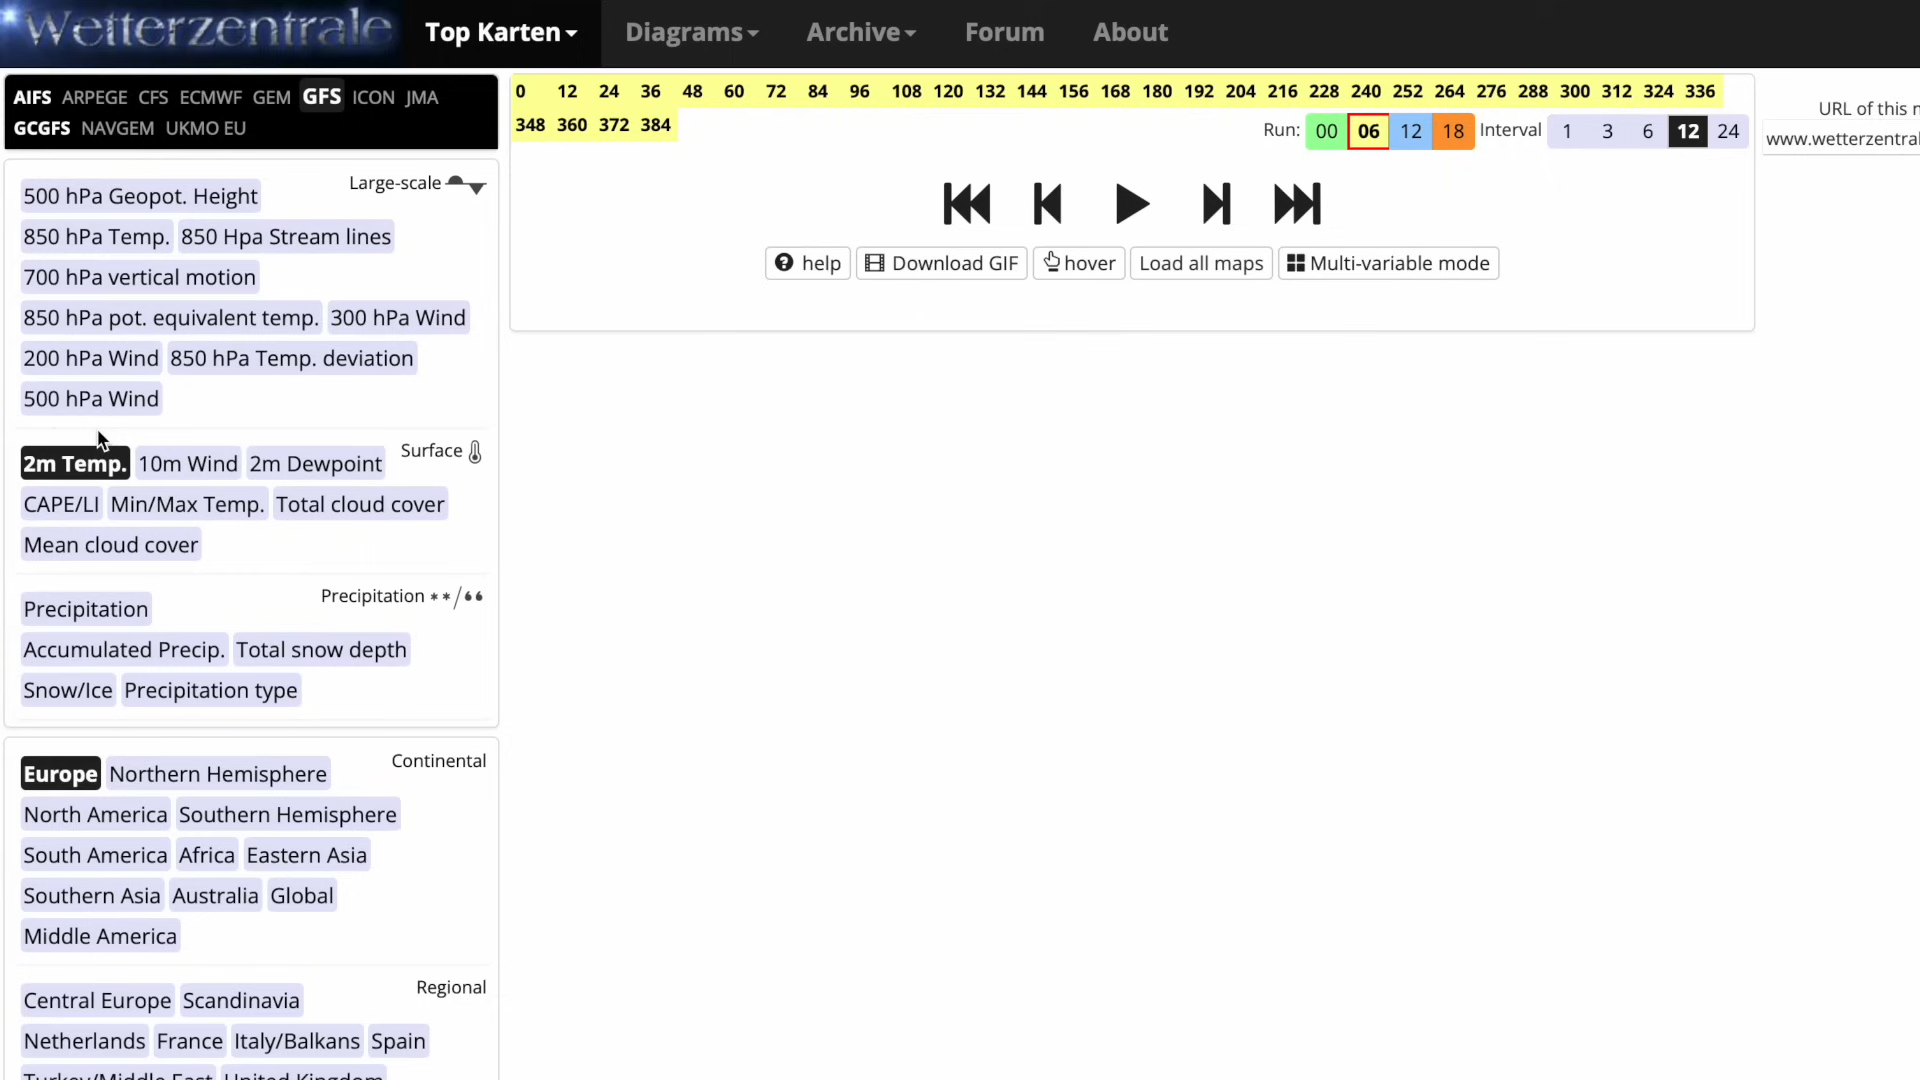 Wetterzentrale Top Karten Diagrams Archive Forum About
AIFS ARPEGE CFS ECMWF GEM GFS ICON JMA
GCGFS NAVGEM UKMO EU
Large-scale
500 hPa Geopot. Height
850 hPa Temp. 850 Hpa Stream lines
700 hPa vertical motion
850 hPa pot. equivalent temp. 300 hPa Wind
200 hPa Wind 850 hPa Temp. deviation
500 hPa Wind
Surface
2m Temp. 10m Wind 2m Dewpoint
CAPE/LI Min/Max Temp. Total cloud cover
Mean cloud cover
Precipitation
Precipitation
Accumulated Precip. Total snow depth
Snow/Ice Precipitation type
Continental
Europe Northern Hemisphere
North America Southern Hemisphere
South America Africa Eastern Asia
Southern Asia Australia Global
Middle America
Regional
Central Europe Scandinavia
Netherlands France Italy/Balkans Spain
Turkey/Middle East United Kingdom
0 12 24 36 48 60 72 84 96 108 120 132 144 156 168 180 192 204 216 228 240 252 264 276 288 300 312 324 336
348 360 372 384
Run: 00 06 12 18 Interval 1 3 6 12 24
help Download GIF hover Load all maps Multi-variable mode
URL of this
www.wetterzentral